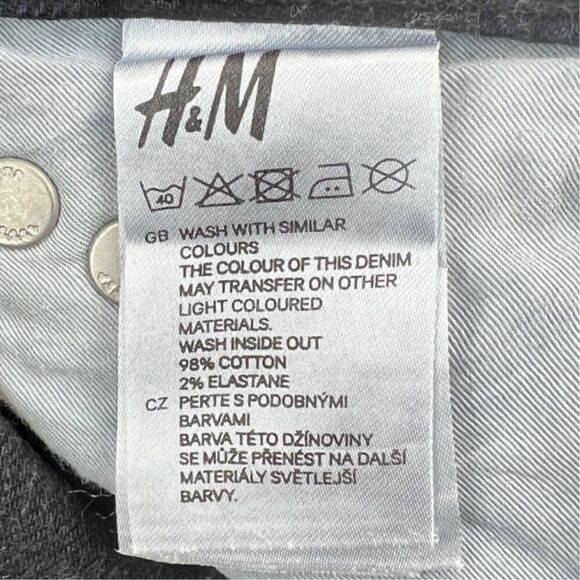 H&M
40
GB WASH WITH SIMILAR
COLOURS
THE COLOUR OF THIS DENIM
MAY TRANSFER ON OTHER
LIGHT COLOURED
MATERIALS.
WASH INSIDE OUT
98% COTTON
2% ELASTANE
CZ PERTE S PODOBNÝMI
BARVAMI
BARVA TÉTO DŽÍNOVINY
SE MŮŽE PŘENÉST NA DALŠÍ
MATERIÁLY SVĚTLEJŠÍ
BARVY.